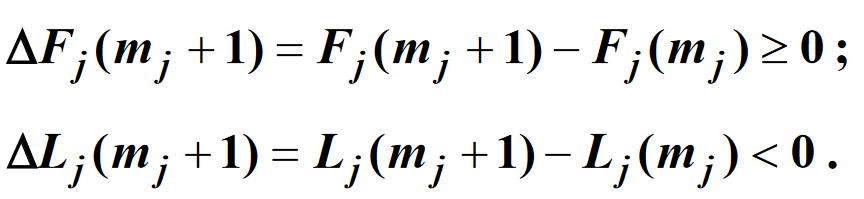 ΔF_j(m_j + 1) = F_j(m_j + 1) − F_j(m_j) ≥ 0 ;
ΔL_j(m_j + 1) = L_j(m_j + 1) − L_j(m_j) < 0 .